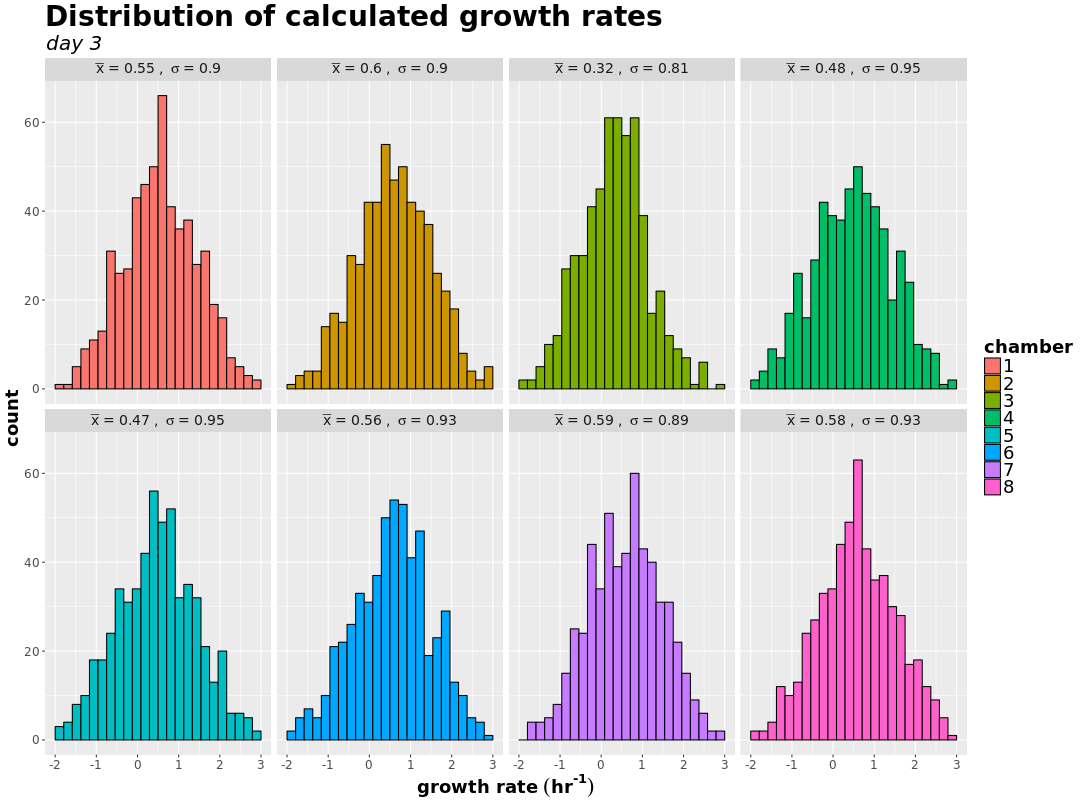 Distribution of calculated growth rates
day 3
x̅ = 0.55 , σ = 0.9
x̅ = 0.6 , σ = 0.9
x̅ = 0.32 , σ = 0.81
x̅ = 0.48 , σ = 0.95
60
40
20
0
x̅ = 0.47 , σ = 0.95
x̅ = 0.56 , σ = 0.93
x̅ = 0.59 , σ = 0.89
x̅ = 0.58 , σ = 0.93
60
40
20
0
-2 -1 0 1 2 3
-2 -1 0 1 2 3
-2 -1 0 1 2 3
-2 -1 0 1 2 3
count
growth rate (hr⁻¹)
chamber
1
2
3
4
5
6
7
8